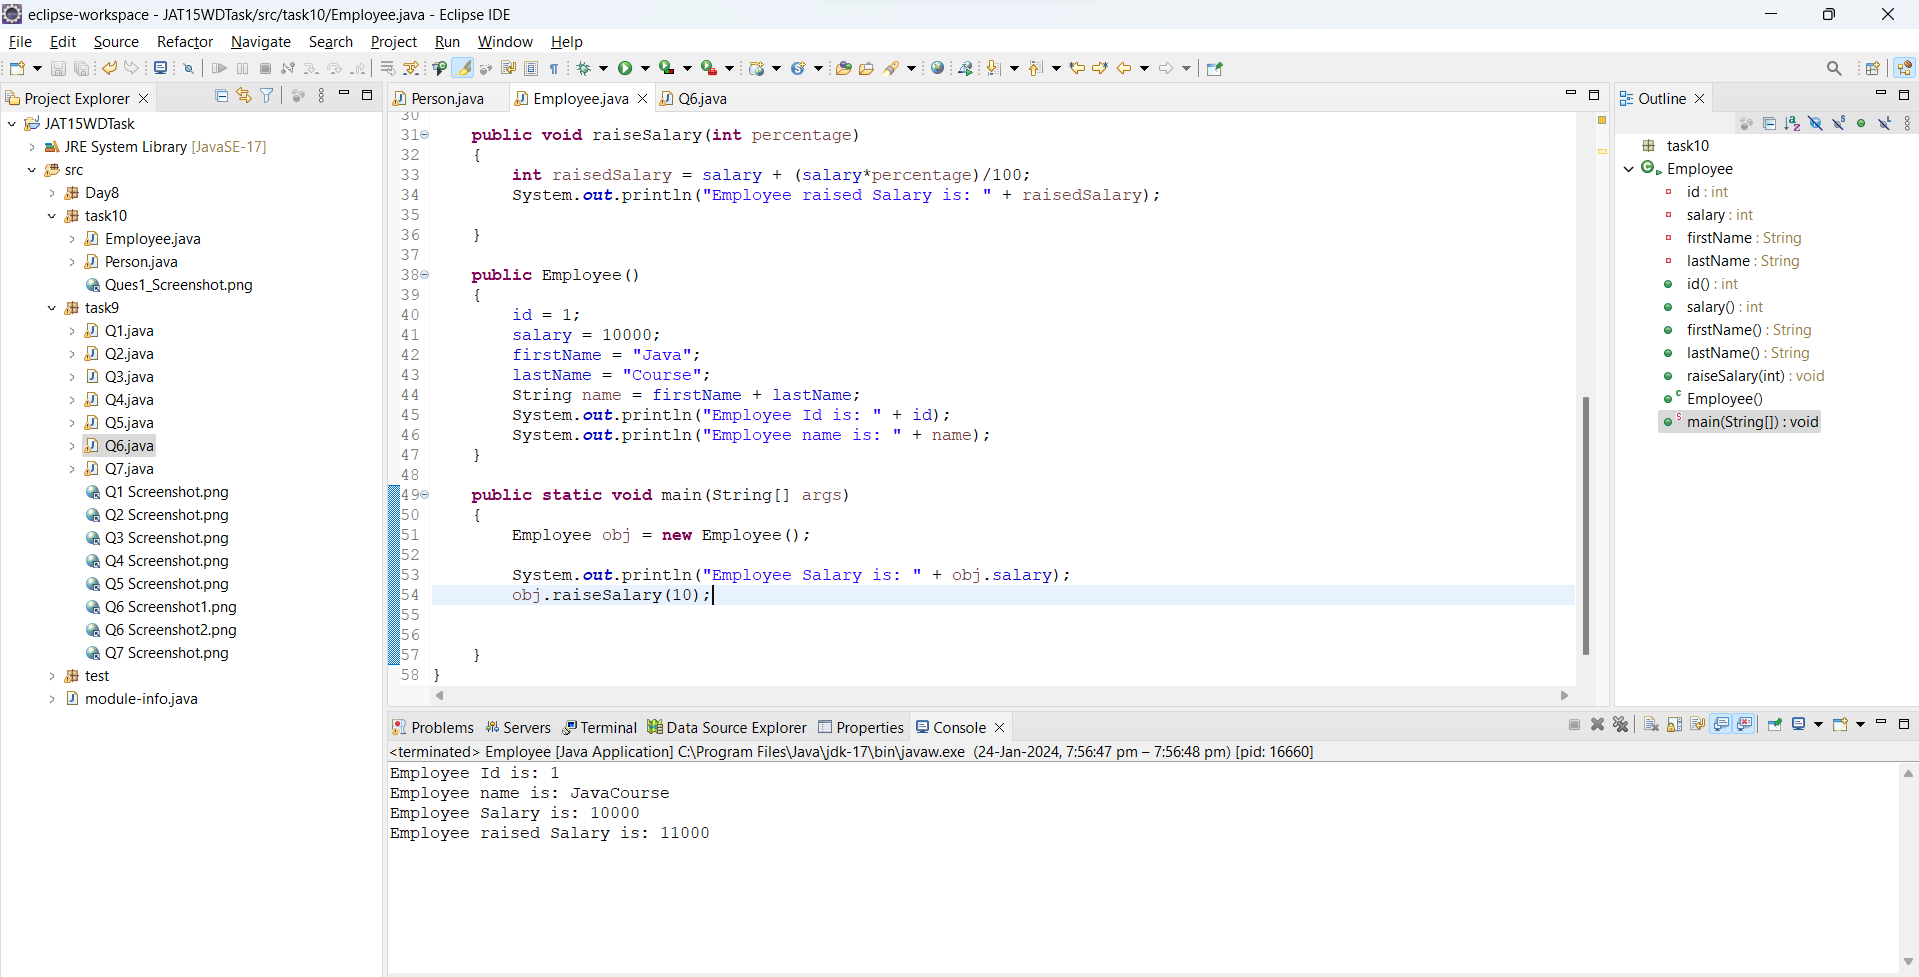 eclipse-workspace - JAT15WDTask/src/task10/Employee.java - Eclipse IDE
File Edit Source Refactor Navigate Search Project Run Window Help
Project Explorer
JAT15WDTask
JRE System Library [JavaSE-17]
src
Day8
task10
Employee.java
Person.java
Ques1_Screenshot.png
task9
Q1.java
Q2.java
Q3.java
Q4.java
Q5.java
Q6.java
Q7.java
Q1 Screenshot.png
Q2 Screenshot.png
Q3 Screenshot.png
Q4 Screenshot.png
Q5 Screenshot.png
Q6 Screenshot1.png
Q6 Screenshot2.png
Q7 Screenshot.png
test
module-info.java
Person.java Employee.java Q6.java
30
31 public void raiseSalary(int percentage)
32 {
33 int raisedSalary = salary + (salary*percentage)/100;
34 System.out.println("Employee raised Salary is: " + raisedSalary);
35
36 }
37
38 public Employee()
39 {
40 id = 1;
41 salary = 10000;
42 firstName = "Java";
43 lastName = "Course";
44 String name = firstName + lastName;
45 System.out.println("Employee Id is: " + id);
46 System.out.println("Employee name is: " + name);
47 }
48
49 public static void main(String[] args)
50 {
51 Employee obj = new Employee();
52
53 System.out.println("Employee Salary is: " + obj.salary);
54 obj.raiseSalary(10);
55
56
57 }
58 }
Outline
task10
Employee
id : int
salary : int
firstName : String
lastName : String
id() : int
salary() : int
firstName() : String
lastName() : String
raiseSalary(int) : void
Employee()
main(String[]) : void
Problems Servers Terminal Data Source Explorer Properties Console
<terminated> Employee [Java Application] C:\Program Files\Java\jdk-17\bin\javaw.exe (24-Jan-2024, 7:56:47 pm – 7:56:48 pm) [pid: 16660]
Employee Id is: 1
Employee name is: JavaCourse
Employee Salary is: 10000
Employee raised Salary is: 11000